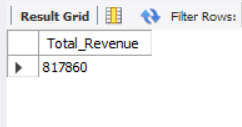 Result Grid Filter Rows:
Total_Revenue
817860